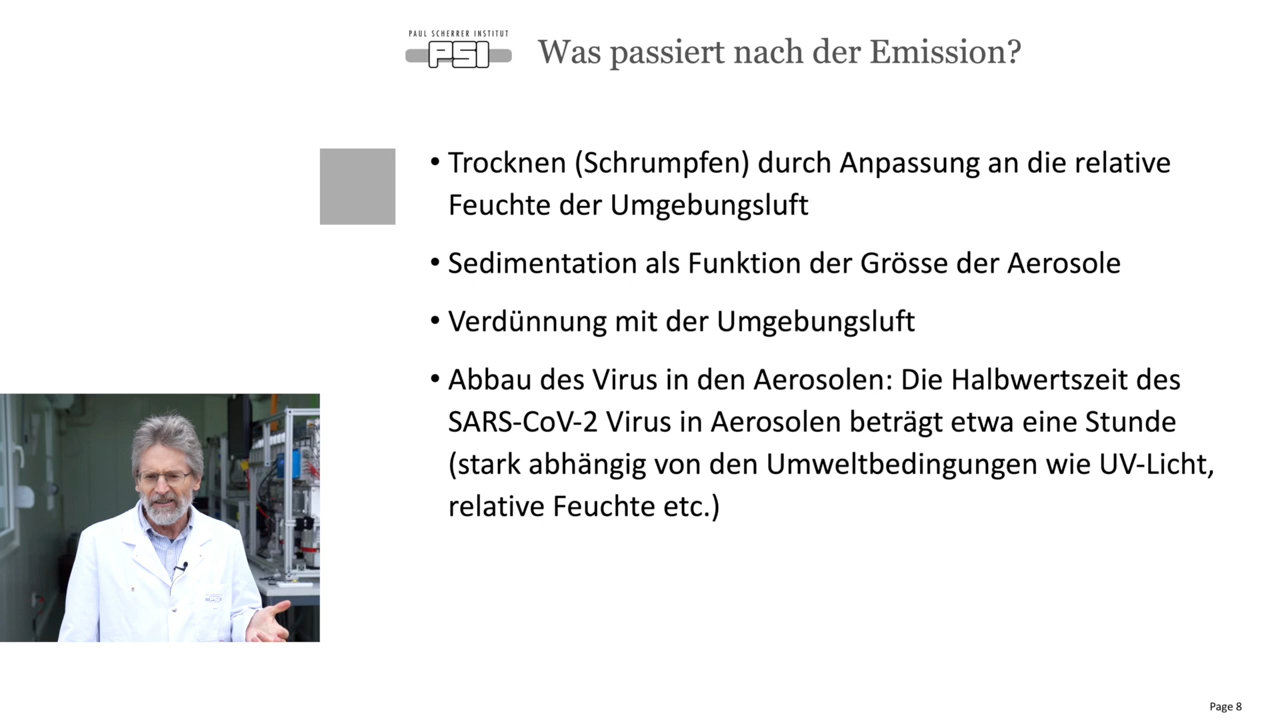 PAUL SCHERRER INSTITUT
PSI
Was passiert nach der Emission?
• Trocknen (Schrumpfen) durch Anpassung an die relative
Feuchte der Umgebungsluft
• Sedimentation als Funktion der Grösse der Aerosole
• Verdünnung mit der Umgebungsluft
• Abbau des Virus in den Aerosolen: Die Halbwertszeit des
SARS-CoV-2 Virus in Aerosolen beträgt etwa eine Stunde
(stark abhängig von den Umweltbedingungen wie UV-Licht,
relative Feuchte etc.)
Page 8